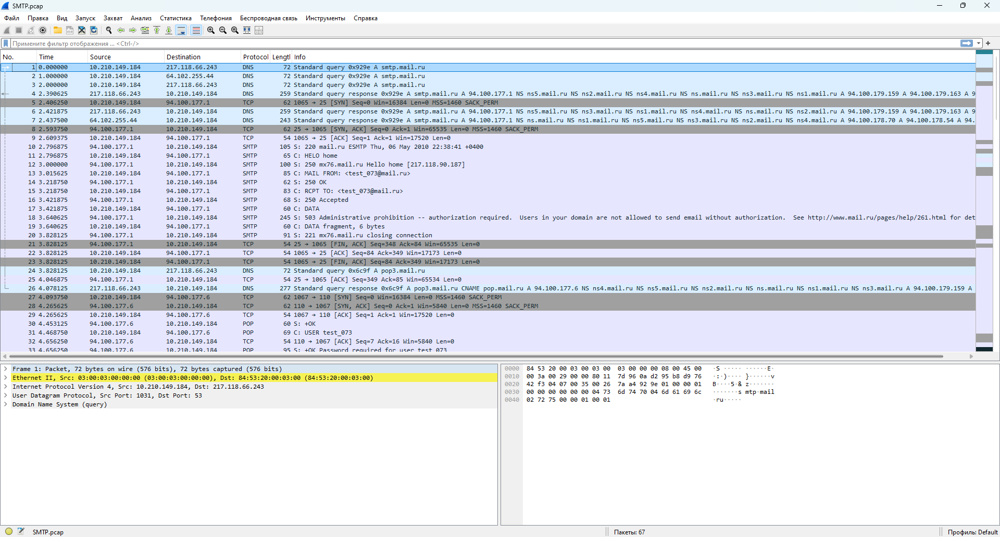 SMTP.pcap
Файл Правка Вид Запуск Захват Анализ Статистика Телефония Беспроводная связь Инструменты Справка
Примените фильтр отображения ... <Ctrl-/>
No. Time Source Destination Protocol Lengtl Info
1 0.000000 10.210.149.184 217.118.66.243 DNS 72 Standard query 0x929e A smtp.mail.ru
2 1.000000 10.210.149.184 64.102.255.44 DNS 72 Standard query 0x929e A smtp.mail.ru
3 2.000000 10.210.149.184 217.118.66.243 DNS 72 Standard query 0x929e A smtp.mail.ru
4 2.390625 217.118.66.243 10.210.149.184 DNS 259 Standard query response 0x929e A smtp.mail.ru A 94.100.177.1 NS ns5.mail.ru NS ns2.mail.ru NS ns4.mail.ru NS ns.mail.ru NS ns3.mail.ru NS ns1.mail.ru A 94.100.179.159 A 94.100.179.163 A 9
5 2.406250 10.210.149.184 94.100.177.1 TCP 62 1065 → 25 [SYN] Seq=0 Win=16384 Len=0 MSS=1460 SACK_PERM
6 2.421875 217.118.66.243 10.210.149.184 DNS 259 Standard query response 0x929e A smtp.mail.ru A 94.100.177.1 NS ns5.mail.ru NS ns3.mail.ru NS ns1.mail.ru NS ns4.mail.ru NS ns.mail.ru NS ns2.mail.ru A 94.100.179.159 A 94.100.179.163 A 9
7 2.437500 64.102.255.44 10.210.149.184 DNS 243 Standard query response 0x929e A smtp.mail.ru A 94.100.177.1 NS ns.mail.ru NS ns1.mail.ru NS ns5.mail.ru NS ns3.mail.ru NS ns2.mail.ru NS ns4.mail.ru A 94.100.178.70 A 94.100.178.54 A 94.
8 2.593750 94.100.177.1 10.210.149.184 TCP 62 25 → 1065 [SYN, ACK] Seq=0 Ack=1 Win=65535 Len=0 MSS=1460 SACK_PERM
9 2.609375 10.210.149.184 94.100.177.1 TCP 54 1065 → 25 [ACK] Seq=1 Ack=1 Win=17520 Len=0
10 2.796875 94.100.177.1 10.210.149.184 SMTP 105 S: 220 mail.ru ESMTP Thu, 06 May 2010 22:38:41 +0400
11 2.796875 10.210.149.184 94.100.177.1 SMTP 65 C: HELO home
12 3.000000 94.100.177.1 10.210.149.184 SMTP 100 S: 250 mx76.mail.ru Hello home [217.118.90.187]
13 3.015625 10.210.149.184 94.100.177.1 SMTP 85 C: MAIL FROM: <test_073@mail.ru>
14 3.218750 94.100.177.1 10.210.149.184 SMTP 62 S: 250 OK
15 3.218750 10.210.149.184 94.100.177.1 SMTP 83 C: RCPT TO: <test_073@mail.ru>
16 3.421875 94.100.177.1 10.210.149.184 SMTP 68 S: 250 Accepted
17 3.421875 10.210.149.184 94.100.177.1 SMTP 60 C: DATA
18 3.640625 94.100.177.1 10.210.149.184 SMTP 245 S: 503 Administrative prohibition -- authorization required.  Users in your domain are not allowed to send email without authorization.  See http://www.mail.ru/pages/help/261.html for det
19 3.640625 10.210.149.184 94.100.177.1 SMTP 60 C: DATA fragment, 6 bytes
20 3.828125 94.100.177.1 10.210.149.184 SMTP 91 S: 221 mx76.mail.ru closing connection
21 3.828125 94.100.177.1 10.210.149.184 TCP 54 25 → 1065 [FIN, ACK] Seq=348 Ack=84 Win=65535 Len=0
22 3.828125 10.210.149.184 94.100.177.1 TCP 54 1065 → 25 [ACK] Seq=84 Ack=349 Win=17173 Len=0
23 3.828125 10.210.149.184 94.100.177.1 TCP 54 1065 → 25 [FIN, ACK] Seq=84 Ack=349 Win=17173 Len=0
24 3.828125 10.210.149.184 217.118.66.243 DNS 72 Standard query 0x6c9f A pop3.mail.ru
25 4.046875 94.100.177.1 10.210.149.184 TCP 54 25 → 1065 [ACK] Seq=349 Ack=85 Win=65534 Len=0
26 4.078125 217.118.66.243 10.210.149.184 DNS 277 Standard query response 0x6c9f A pop3.mail.ru CNAME pop.mail.ru A 94.100.177.6 NS ns4.mail.ru NS ns5.mail.ru NS ns2.mail.ru NS ns.mail.ru NS ns1.mail.ru NS ns3.mail.ru A 94.100.179.159 A
27 4.093750 10.210.149.184 94.100.177.6 TCP 62 1067 → 110 [SYN] Seq=0 Win=16384 Len=0 MSS=1460 SACK_PERM
28 4.265625 94.100.177.6 10.210.149.184 TCP 62 110 → 1067 [SYN, ACK] Seq=0 Ack=1 Win=5840 Len=0 MSS=1460 SACK_PERM
29 4.265625 10.210.149.184 94.100.177.6 TCP 54 1067 → 110 [ACK] Seq=1 Ack=1 Win=17520 Len=0
30 4.453125 94.100.177.6 10.210.149.184 POP 60 S: +OK
31 4.468750 10.210.149.184 94.100.177.6 POP 69 C: USER test_073
32 4.656250 94.100.177.6 10.210.149.184 TCP 54 110 → 1067 [ACK] Seq=7 Ack=16 Win=5840 Len=0
33 4.656250 94.100.177.6 10.210.149.184 POP 95 S: +OK Password required for user test_073
Frame 1: Packet, 72 bytes on wire (576 bits), 72 bytes captured (576 bits)
Ethernet II, Src: 03:00:03:00:00:00 (03:00:03:00:00:00), Dst: 84:53:20:00:03:00 (84:53:20:00:03:00)
Internet Protocol Version 4, Src: 10.210.149.184, Dst: 217.118.66.243
User Datagram Protocol, Src Port: 1031, Dst Port: 53
Domain Name System (query)
0000 84 53 20 00 03 00 03 00 03 00 00 00 08 00 45 00 ·S ····· ······E·
0010 00 3a 00 29 00 00 80 11 7d 96 0a d2 95 b8 d9 76 ·:·)···· }······v
0020 42 f3 04 07 00 35 00 26 7a a4 92 9e 01 00 00 01 B····5·& z·······
0030 00 00 00 00 00 00 04 73 6d 74 70 04 6d 61 69 6c ·······s mtp·mail
0040 02 72 75 00 00 01 00 01 ·ru·····
SMTP.pcap
Пакеты: 67
Профиль: Default